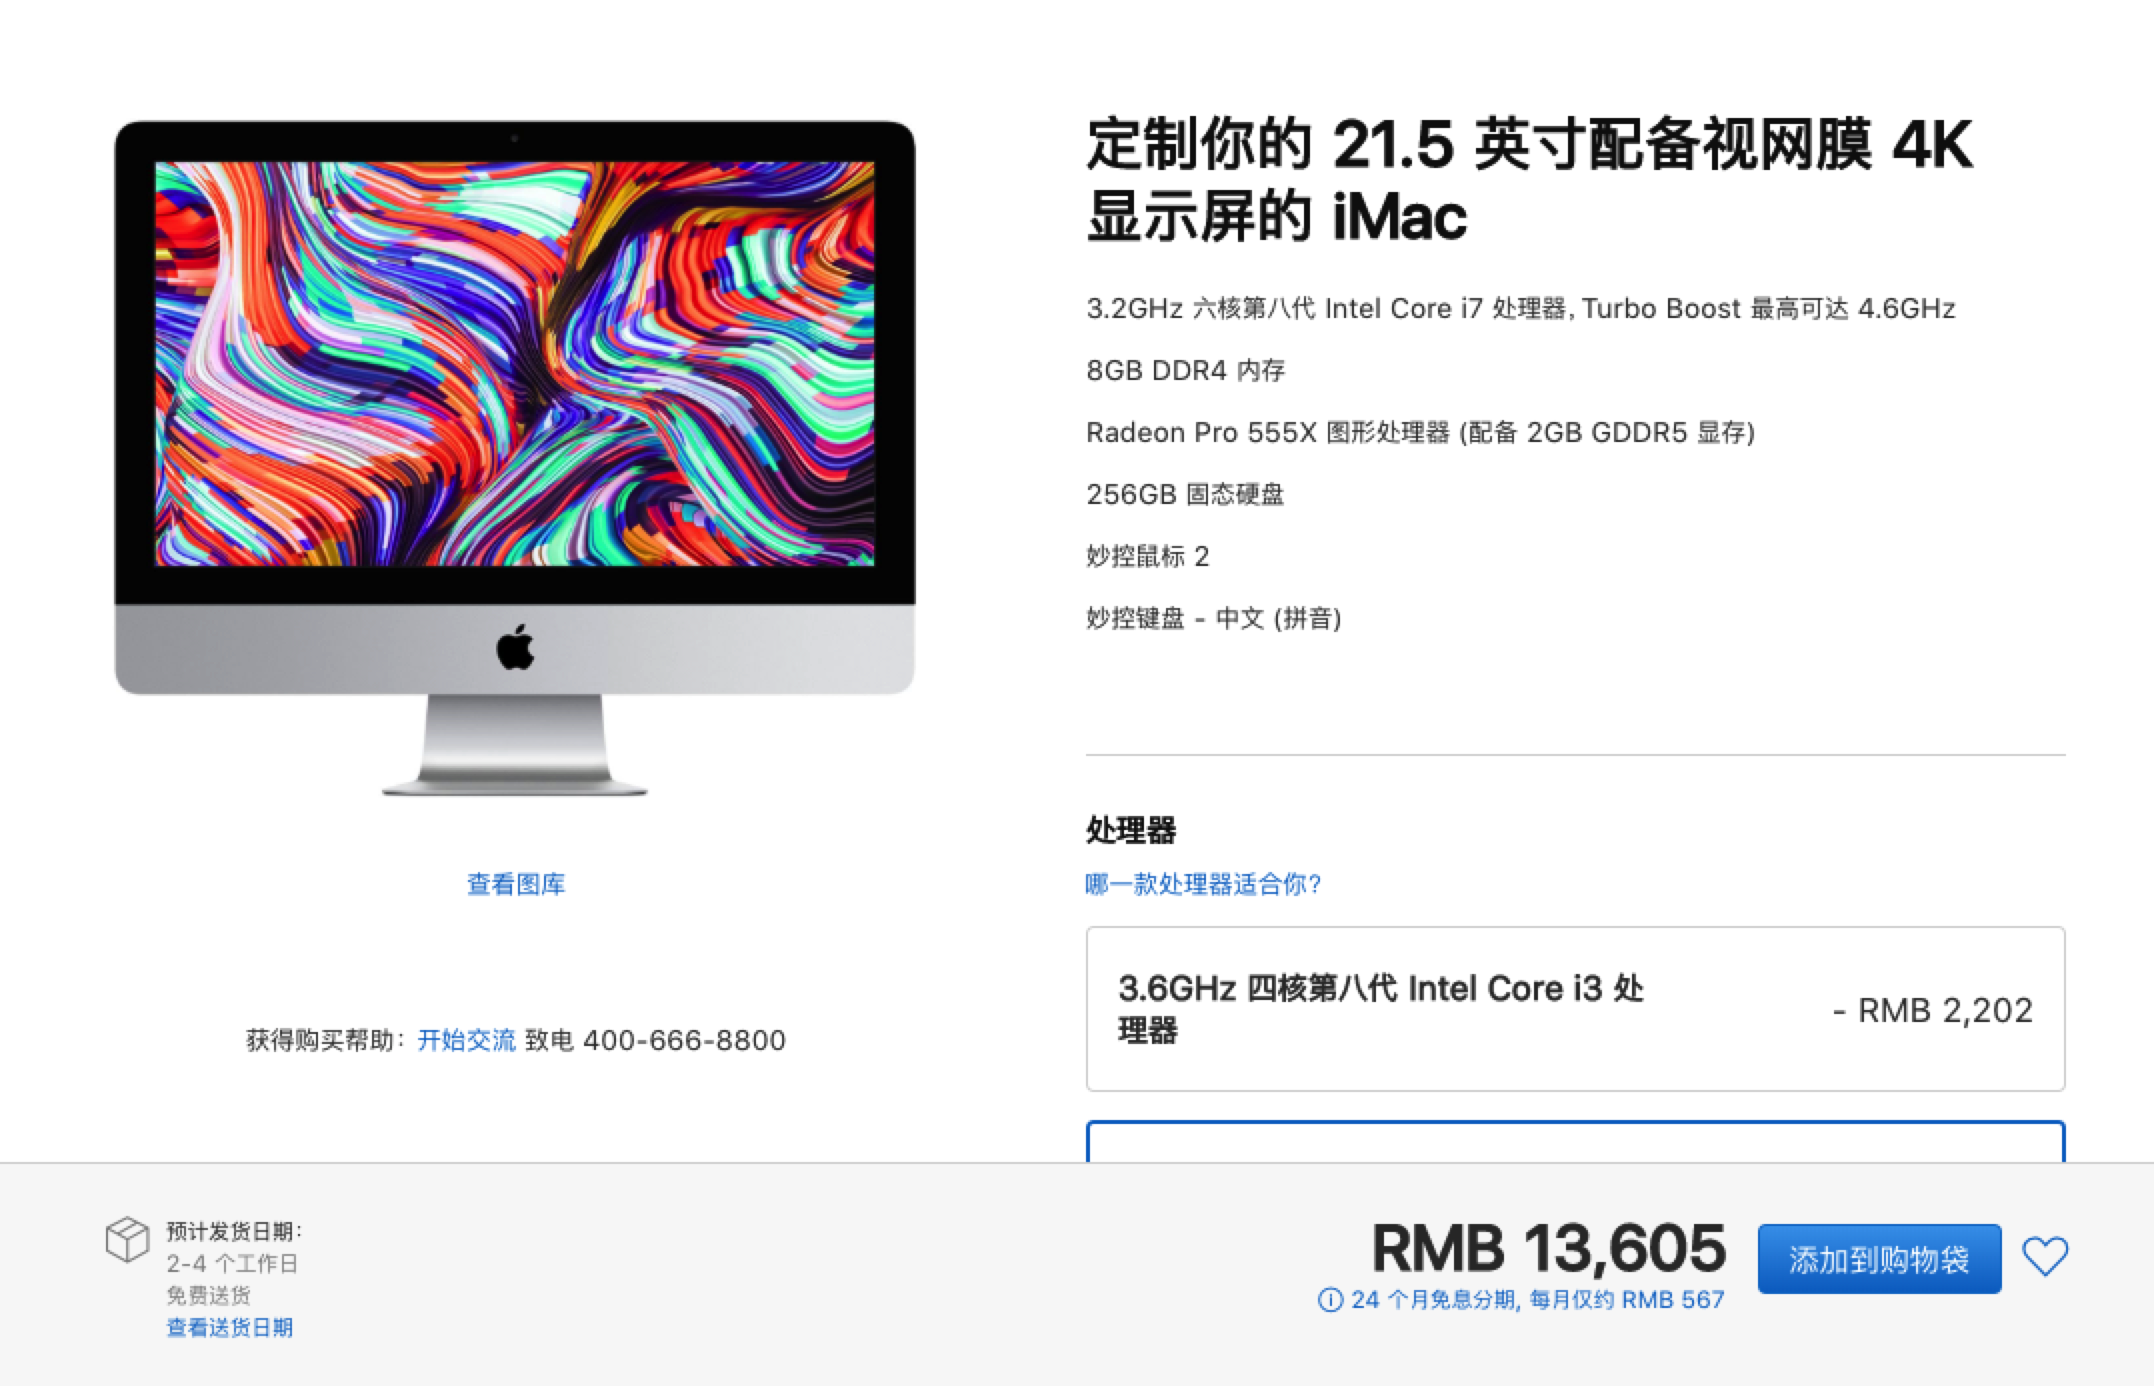 定制你的 21.5 英寸配备视网膜 4K
显示屏的 iMac
3.2GHz 六核第八代 Intel Core i7 处理器, Turbo Boost 最高可达 4.6GHz
8GB DDR4 内存
Radeon Pro 555X 图形处理器 (配备 2GB GDDR5 显存)
256GB 固态硬盘
妙控鼠标 2
妙控键盘 - 中文 (拼音)
处理器
哪一款处理器适合你?
3.6GHz 四核第八代 Intel Core i3 处
理器
- RMB 2,202
查看图库
获得购买帮助: 开始交流 致电 400-666-8800
预计发货日期:
2-4 个工作日
免费送货
查看送货日期
RMB 13,605
24 个月免息分期, 每月仅约 RMB 567
添加到购物袋